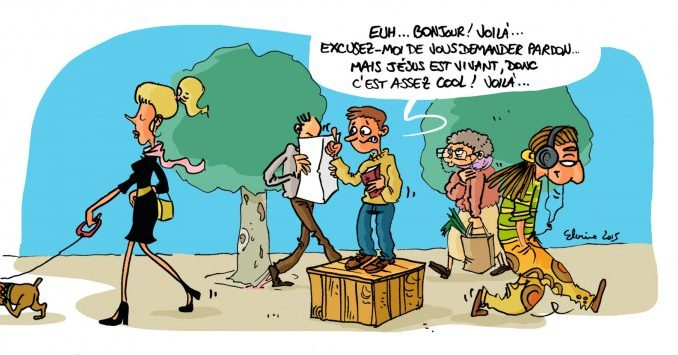 EUH... BONJOUR! VOILÀ...
EXCUSEZ-MOI DE VOUS DEMANDER PARDON...
MAIS JÉSUS EST VIVANT, DONC
C'EST ASSEZ COOL! VOILÀ...
2015